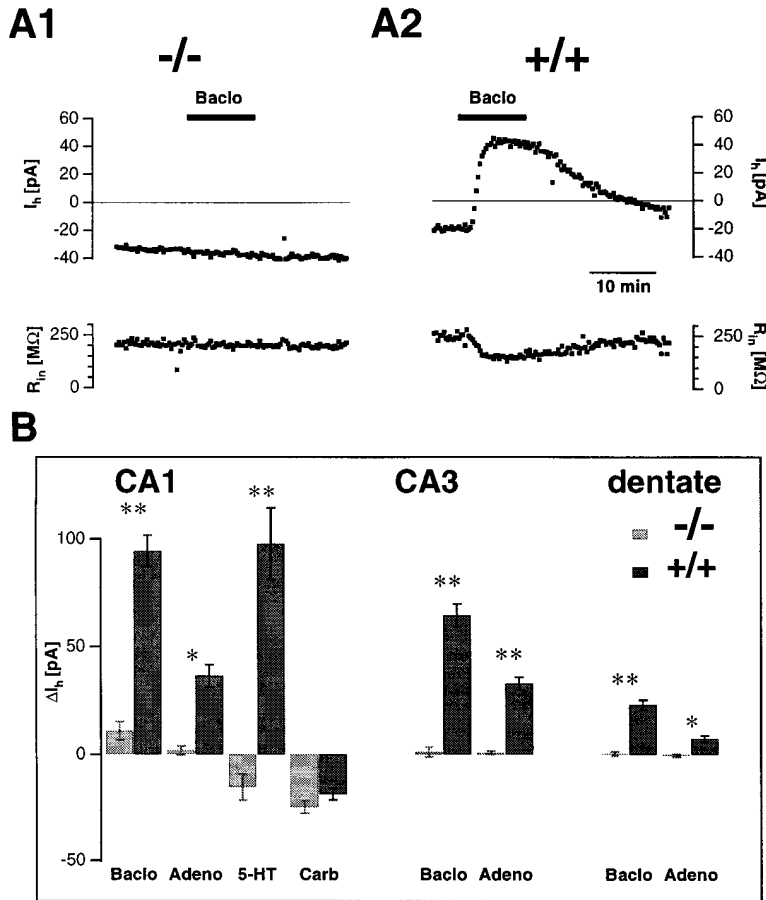 A1
A2
-/-
+/+
Baclo
Baclo
60
40
20
0
-20
-40
Ih [pA]
60
40
20
0
-20
-40
Ih [pA]
10 min
250
0
Rin [MΩ]
250
0
Rin [MΩ]
B
CA1
CA3
dentate
-/-
+/+
**
*
**
**
**
**
*
100
50
0
-50
ΔIh [pA]
Baclo Adeno 5-HT Carb
Baclo Adeno
Baclo Adeno